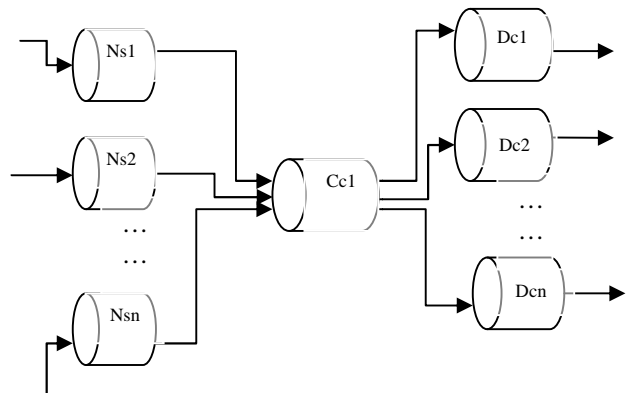 Ns1
Ns2
… 
…
Nsn
Cc1
Dc1
Dc2
…
…
Dcn